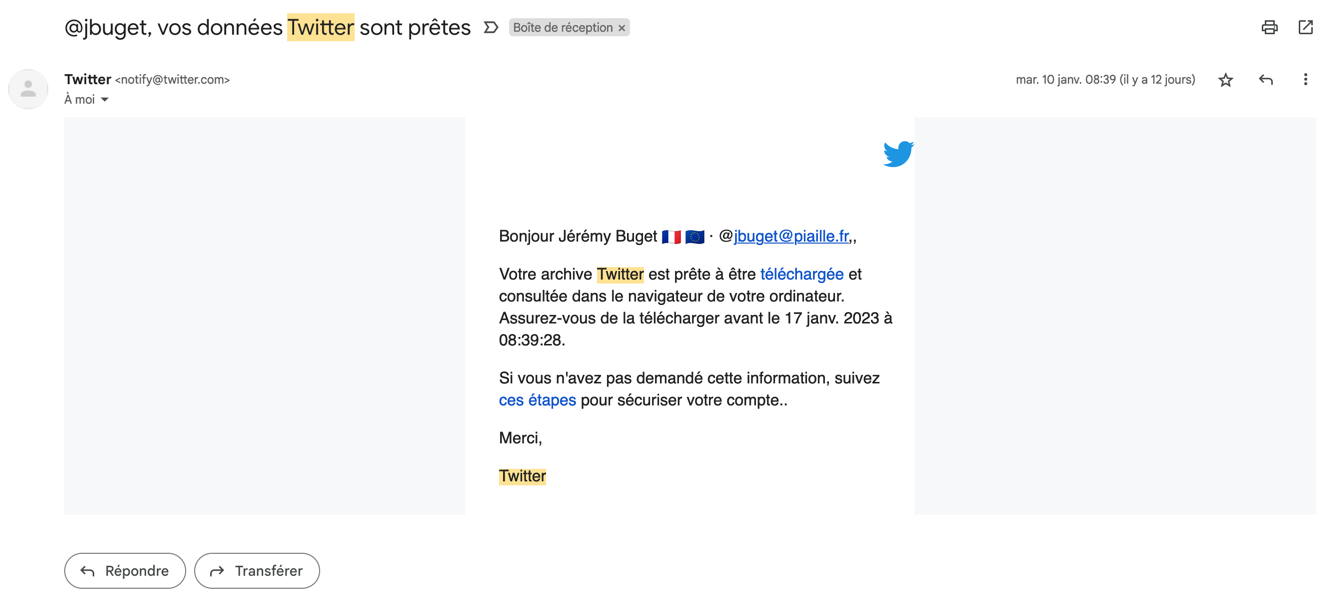 @jbuget, vos données Twitter sont prêtes Boîte de réception ×
Twitter <notify@twitter.com> mar. 10 janv. 08:39 (il y a 12 jours)
À moi
Bonjour Jérémy Buget 🇫🇷 🇪🇺 · @jbuget@piaille.fr,,
Votre archive Twitter est prête à être téléchargée et
consultée dans le navigateur de votre ordinateur.
Assurez-vous de la télécharger avant le 17 janv. 2023 à
08:39:28.
Si vous n'avez pas demandé cette information, suivez
ces étapes pour sécuriser votre compte..
Merci,
Twitter
Répondre Transférer